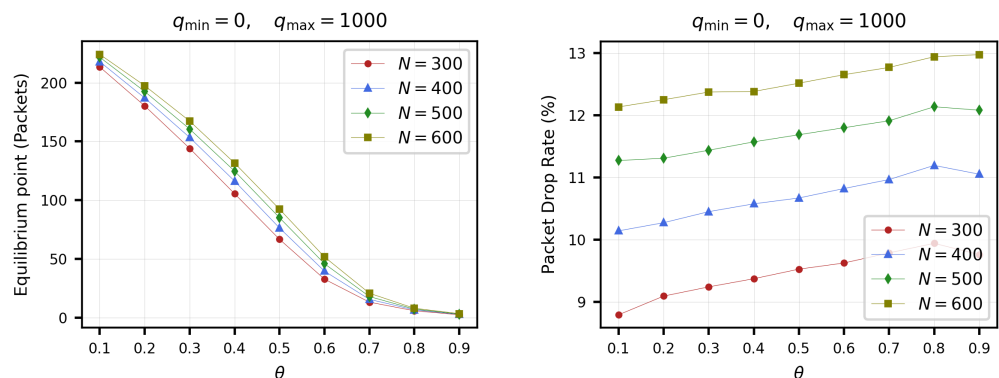 q_min = 0, q_max = 1000
Equilibrium point (Packets)
200
150
100
50
0
N = 300
N = 400
N = 500
N = 600
0.1 0.2 0.3 0.4 0.5 0.6 0.7 0.8 0.9
θ
q_min = 0, q_max = 1000
Packet Drop Rate (%)
13
12
11
10
9
N = 300
N = 400
N = 500
N = 600
0.1 0.2 0.3 0.4 0.5 0.6 0.7 0.8 0.9
θ